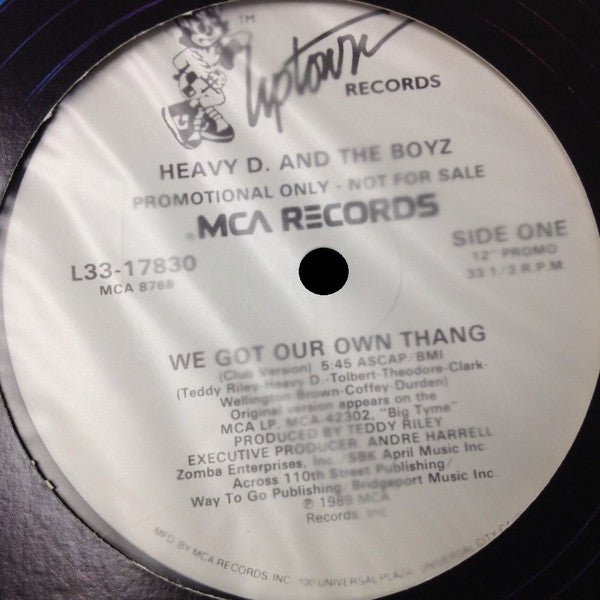 TM
Uptown
RECORDS
HEAVY D. AND THE BOYZ
PROMOTIONAL ONLY - NOT FOR SALE
®MCA RECORDS
L33-17830
MCA 8768
SIDE ONE
12" PROMO
33 1/3 R.P.M.
WE GOT OUR OWN THANG
(Club Version) 5:45 ASCAP/BMI
(Teddy Riley-Heavy D.-Tolbert-Theodore-Clark-
Wellington-Brown-Coffey-Durden)
Original version appears on the
MCA LP, MCA-42302, "Big Tyme"
PRODUCED BY TEDDY RILEY
EXECUTIVE PRODUCER ANDRE HARRELL
Zomba Enterprises, Inc./SBK April Music Inc.
Across 110th Street Publishing/
Way To Go Publishing/Bridgeport Music Inc.
℗ 1989 MCA
Records, Inc.
MFD BY MCA RECORDS INC 100 UNIVERSAL PLAZA, UNIVERSAL CITY, CA